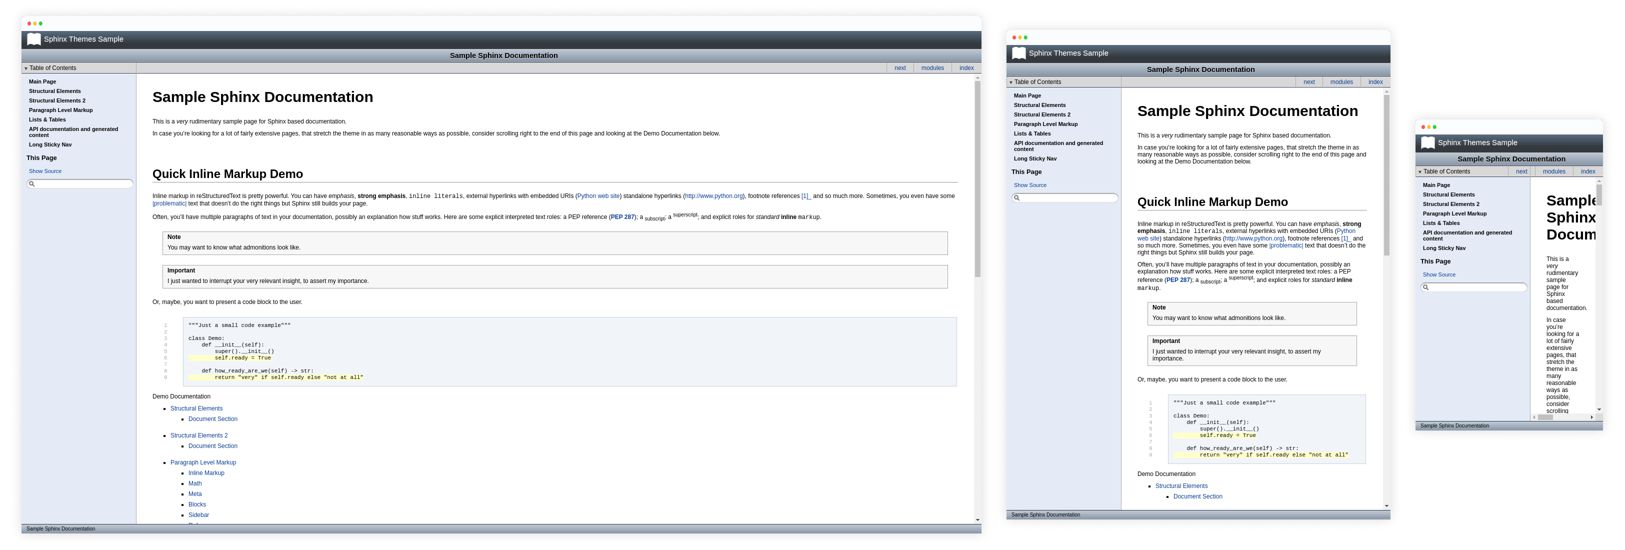 Sphinx Themes Sample
Sample Sphinx Documentation
Table of Contents
next
modules
index
Main Page
Structural Elements
Structural Elements 2
Paragraph Level Markup
Lists & Tables
API documentation and generated
content
Long Sticky Nav
This Page
Show Source
Sample Sphinx Documentation
This is a very rudimentary sample page for Sphinx based documentation.
In case you're looking for a lot of fairly extensive pages, that stretch the theme in as many reasonable ways as possible, consider scrolling right to the end of this page and looking at the Demo Documentation below.
Quick Inline Markup Demo
Inline markup in reStructuredText is pretty powerful. You can have emphasis, strong emphasis, inline literals, external hyperlinks with embedded URIs (Python web site) standalone hyperlinks (http://www.python.org), footnote references [1]_ and so much more. Sometimes, you even have some
|problematic| text that doesn't do the right things but Sphinx still builds your page.
Often, you'll have multiple paragraphs of text in your documentation, possibly an explanation how stuff works. Here are some explicit interpreted text roles: a PEP reference (PEP 287); a subscript; a superscript; and explicit roles for standard inline markup.
Note
You may want to know what admonitions look like.
Important
I just wanted to interrupt your very relevant insight, to assert my importance.
Or, maybe, you want to present a code block to the user.
1 """Just a small code example"""
2
3 class Demo:
4 def __init__(self):
5 super().__init__()
6 self.ready = True
7
8 def how_ready_are_we(self) -> str:
9 return "very" if self.ready else "not at all"
Demo Documentation
Structural Elements
Document Section
Structural Elements 2
Document Section
Paragraph Level Markup
Inline Markup
Math
Meta
Blocks
Sidebar
Sample Sphinx Documentation
Sphinx Themes Sample
Sample Sphinx Documentation
Table of Contents
next
modules
index
Main Page
Structural Elements
Structural Elements 2
Paragraph Level Markup
Lists & Tables
API documentation and generated
content
Long Sticky Nav
This Page
Show Source
Sample Sphinx Documentation
This is a very rudimentary sample page for Sphinx based documentation.
In case you're looking for a lot of fairly extensive pages, that stretch the theme in as
many reasonable ways as possible, consider scrolling right to the end of this page and
looking at the Demo Documentation below.
Quick Inline Markup Demo
Inline markup in reStructuredText is pretty powerful. You can have emphasis, strong
emphasis, inline literals, external hyperlinks with embedded URIs (Python
web site) standalone hyperlinks (http://www.python.org), footnote references [1]_ and
so much more. Sometimes, you even have some |problematic| text that doesn't do the
right things but Sphinx still builds your page.
Often, you'll have multiple paragraphs of text in your documentation, possibly an
explanation how stuff works. Here are some explicit interpreted text roles: a PEP
reference (PEP 287); a subscript; a superscript; and explicit roles for standard inline
markup.
Note
You may want to know what admonitions look like.
Important
I just wanted to interrupt your very relevant insight, to assert my
importance.
Or, maybe, you want to present a code block to the user.
1 """Just a small code example"""
2
3 class Demo:
4 def __init__(self):
5 super().__init__()
6 self.ready = True
7
8 def how_ready_are_we(self) -> str:
9 return "very" if self.ready else "not at all"
Demo Documentation
Structural Elements
Document Section
Sample Sphinx Documentation
Sphinx Themes Sample
Sample Sphinx Documentation
Table of Contents
next
modules
index
Main Page
Structural Elements
Structural Elements 2
Paragraph Level Markup
Lists & Tables
API documentation and generated
content
Long Sticky Nav
This Page
Show Source
Sample
Sphinx
Docum
This is a
very
rudimentary
sample
page for
Sphinx
based
documentation.
In case
you're
looking for a
lot of fairly
extensive
pages, that
stretch the
theme in as
many
reasonable
ways as
possible,
consider
scrolling
Sample Sphinx Documentation